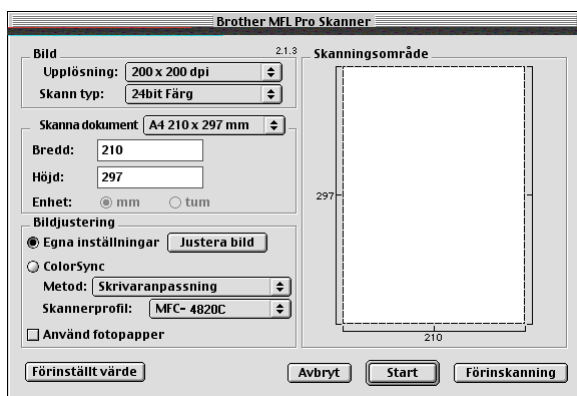 Brother MFL Pro Skanner
Bild
2.1.3
Upplösning: 200 x 200 dpi
Skann typ: 24bit Färg
Skanna dokument A4 210 x 297 mm
Bredd: 210
Höjd: 297
Enhet: mm tum
Bildjustering
Egna inställningar Justera bild
ColorSync
Metod: Skrivaranpassning
Skannerprofil: MFC- 4820C
Använd fotopapper
Skanningsområde
297
210
Förinställt värde Avbryt Start Förinskanning